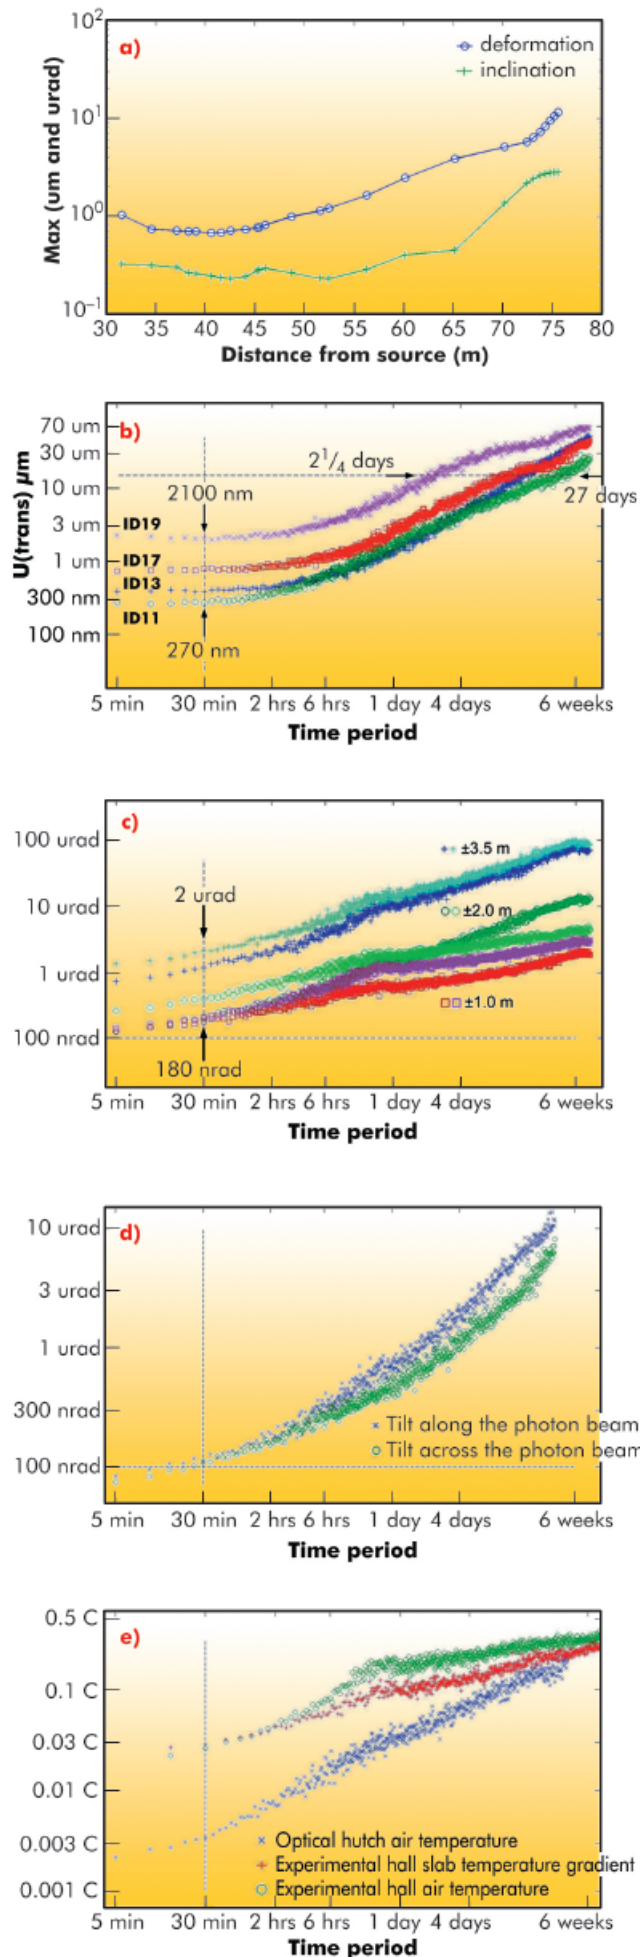 a)
10²
10¹
10⁰
10⁻¹
Max (um and urad)
deformation
inclination
30 35 40 45 50 55 60 65 70 75 80
Distance from source (m)
b)
U(trans) µm
70 um
30 um
10 um
3 um
1 um
300 nm
100 nm
2¹/₄ days
27 days
2100 nm
ID19
ID17
ID13
ID11
270 nm
5 min 30 min 2 hrs 6 hrs 1 day 4 days 6 weeks
Time period
c)
100 urad
10 urad
1 urad
100 nrad
±3.5 m
2 urad
±2.0 m
±1.0 m
180 nrad
5 min 30 min 2 hrs 6 hrs 1 day 4 days 6 weeks
Time period
d)
10 urad
3 urad
1 urad
300 nrad
100 nrad
Tilt along the photon beam
Tilt across the photon beam
5 min 30 min 2 hrs 6 hrs 1 day 4 days 6 weeks
Time period
e)
0.5 C
0.1 C
0.03 C
0.01 C
0.003 C
0.001 C
Optical hutch air temperature
Experimental hall slab temperature gradient
Experimental hall air temperature
5 min 30 min 2 hrs 6 hrs 1 day 4 days 6 weeks
Time period